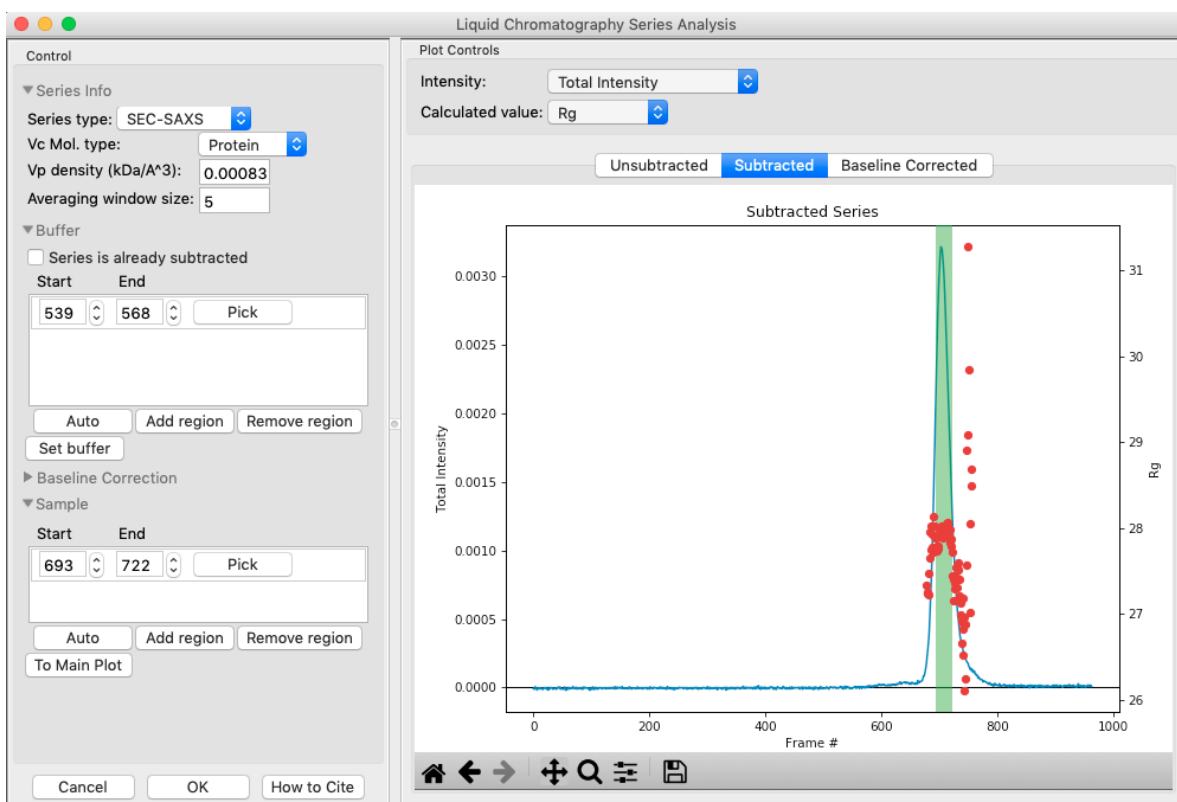 Liquid Chromatography Series Analysis
Control
Series Info
Series type: SEC-SAXS
Vc Mol. type: Protein
Vp density (kDa/A^3): 0.00083
Averaging window size: 5
Buffer
Series is already subtracted
Start End
539 568 Pick
Auto Add region Remove region
Set buffer
Baseline Correction
Sample
Start End
693 722 Pick
Auto Add region Remove region
To Main Plot
Cancel OK How to Cite
Plot Controls
Intensity: Total Intensity
Calculated value: Rg
Unsubtracted Subtracted Baseline Corrected
Subtracted Series
0.0030
0.0025
0.0020
0.0015
0.0010
0.0005
0.0000
Total Intensity
31
30
29
28
27
26
Rg
0 200 400 600 800 1000
Frame #